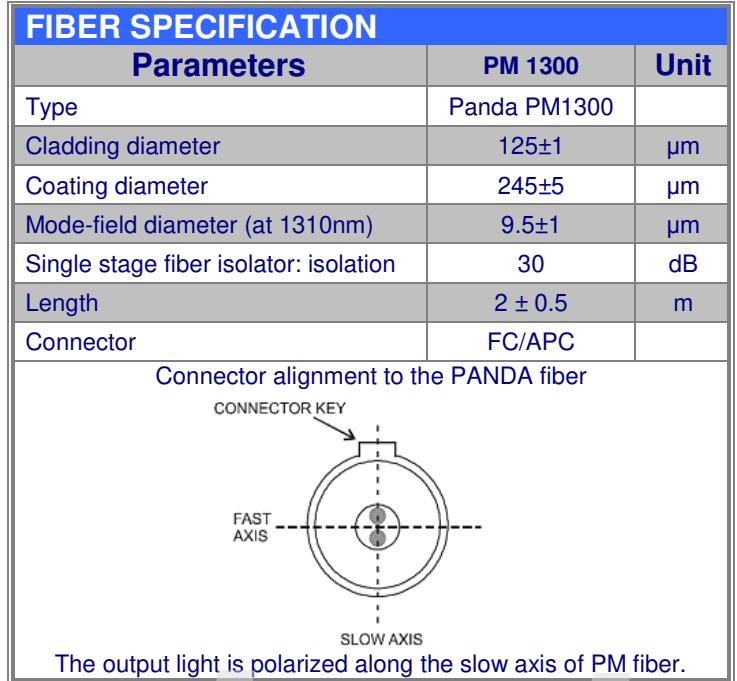 FIBER SPECIFICATION
Parameters PM 1300 Unit
Type Panda PM1300
Cladding diameter 125±1 µm
Coating diameter 245±5 µm
Mode-field diameter (at 1310nm) 9.5±1 µm
Single stage fiber isolator: isolation 30 dB
Length 2 ± 0.5 m
Connector FC/APC
Connector alignment to the PANDA fiber
CONNECTOR KEY
FAST
AXIS
SLOW AXIS
The output light is polarized along the slow axis of PM fiber.